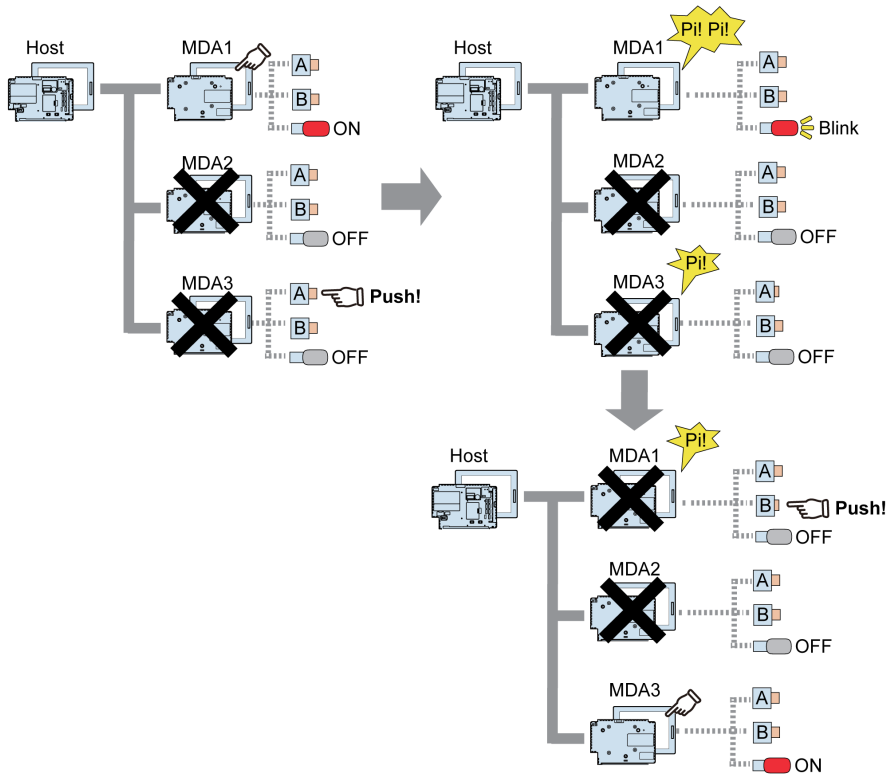 Host
MDA1
A
B
ON
MDA2
A
B
OFF
MDA3
A
Push!
B
OFF
Host
MDA1
Pi! Pi!
A
B
Blink
MDA2
A
B
OFF
MDA3
Pi!
A
B
OFF
Host
MDA1
Pi!
A
B
Push!
OFF
MDA2
A
B
OFF
MDA3
A
B
ON